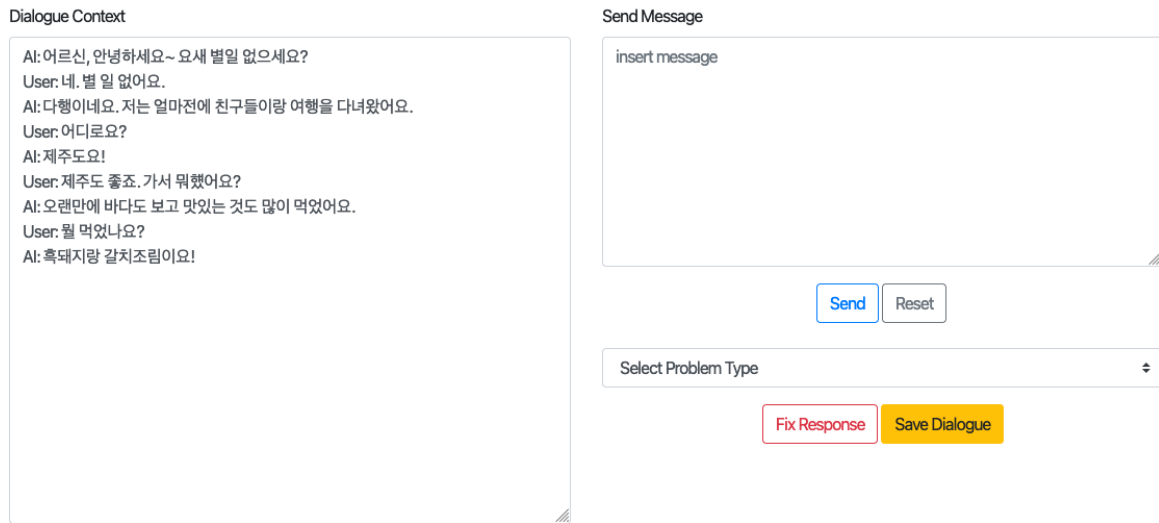 Dialogue Context
AI: 어르신, 안녕하세요~ 요새 별일 없으세요?
User: 네. 별 일 없어요.
AI: 다행이네요. 저는 얼마전에 친구들이랑 여행을 다녀왔어요.
User: 어디로요?
AI: 제주도요!
User: 제주도 좋죠. 가서 뭐했어요?
AI: 오랜만에 바다도 보고 맛있는 것도 많이 먹었어요.
User: 뭘 먹었나요?
AI: 흑돼지랑 갈치조림이요!
Send Message
insert message
Send Reset
Select Problem Type
Fix Response Save Dialogue